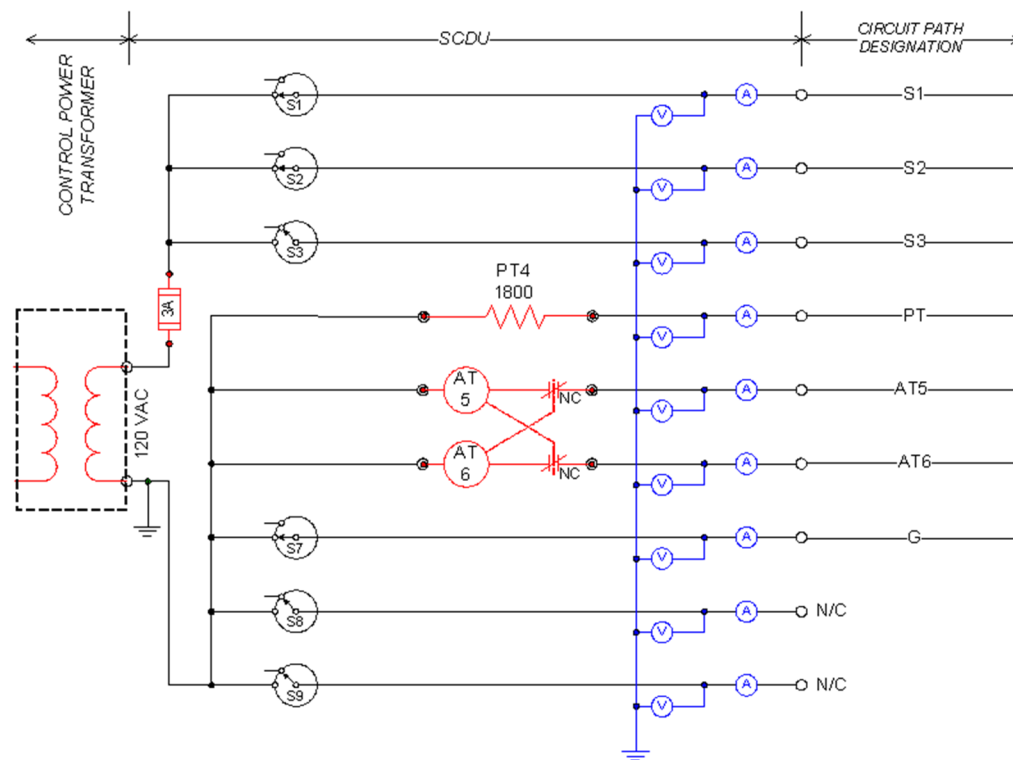 SCDU
CIRCUIT PATH
DESIGNATION
CONTROL POWER
TRANSFORMER
S1
V
A
S1
S2
V
A
S2
S3
V
A
S3
3A
PT4
1800
V
A
PT
120 VAC
AT
5
NC
V
A
AT5
AT
6
NC
V
A
AT6
S7
V
A
G
S8
V
A
N/C
S9
V
A
N/C